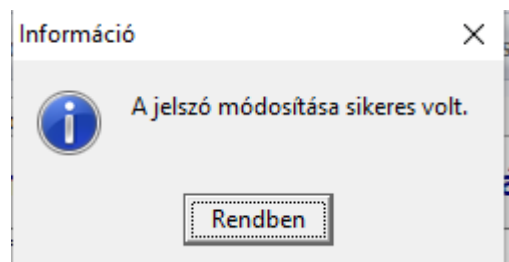 Információ
A jelszó módosítása sikeres volt.
Rendben